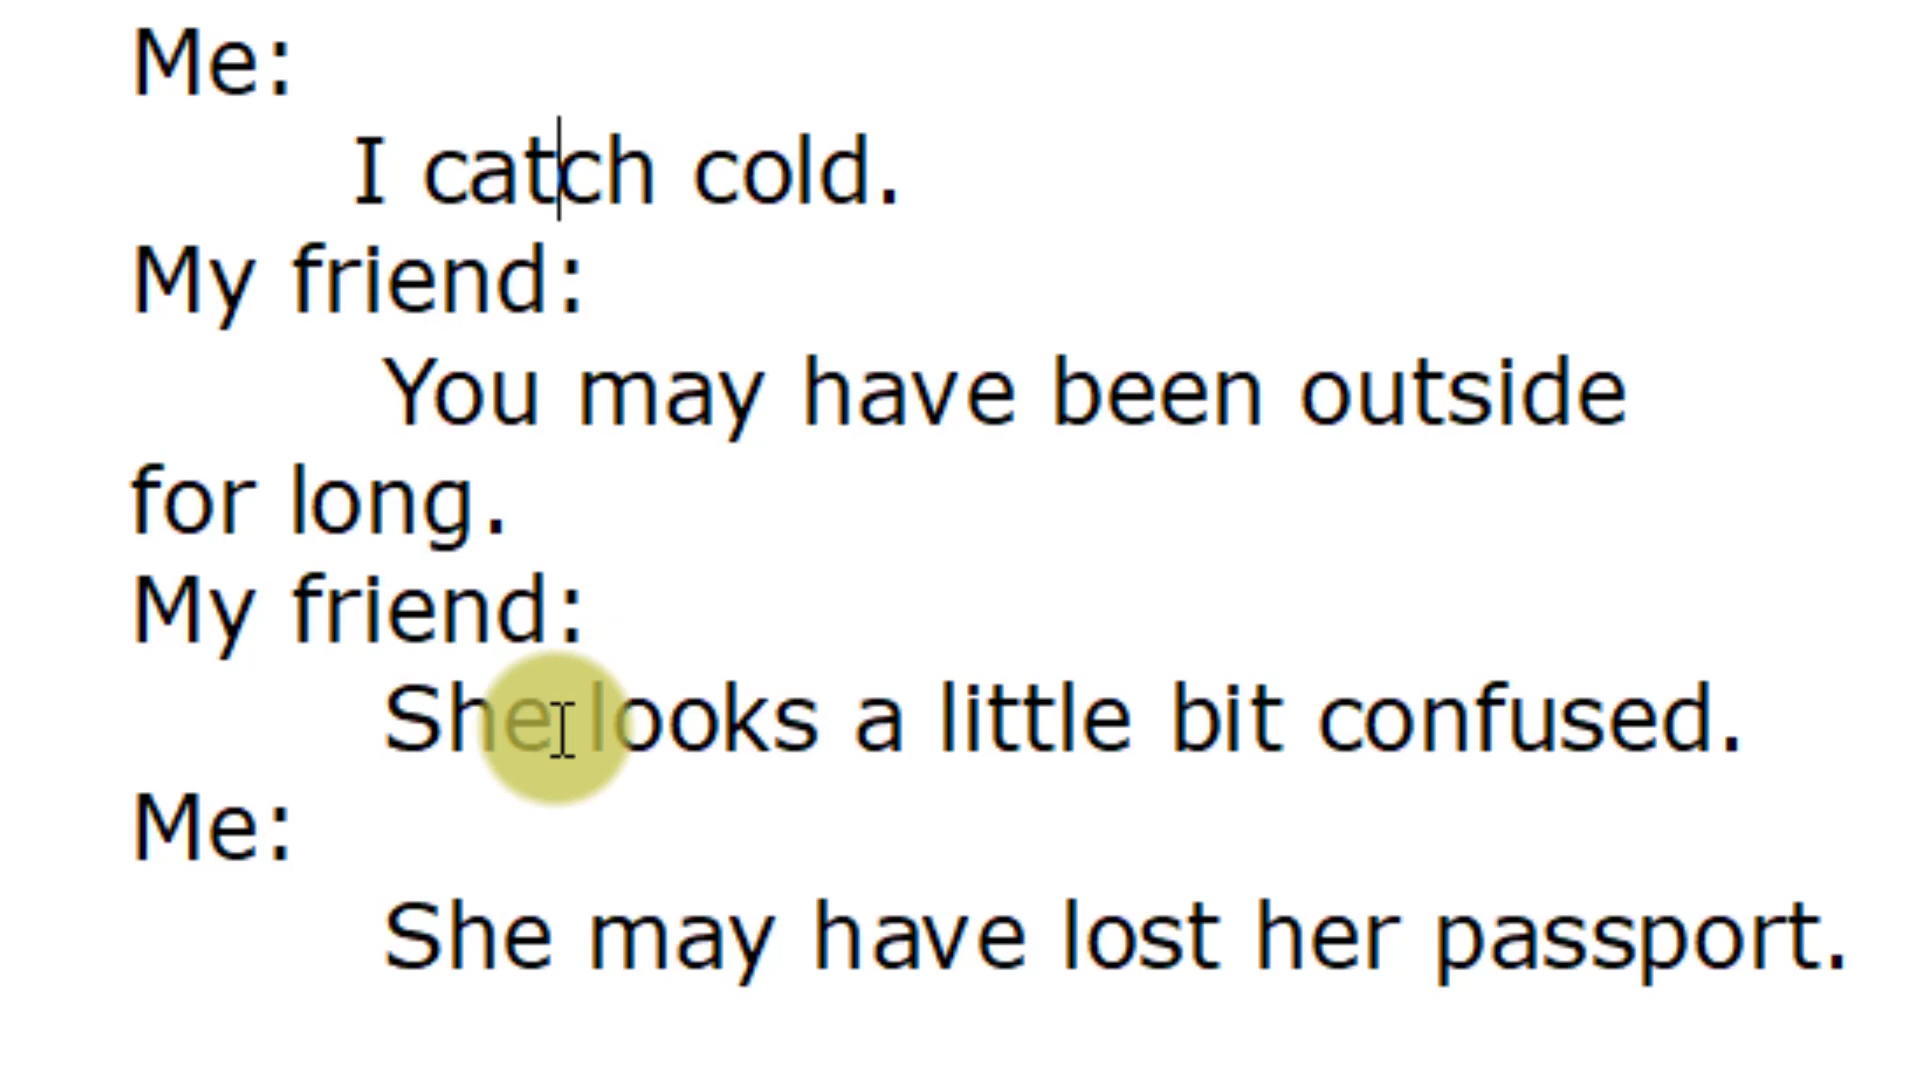 Me:
I catch cold.
My friend:
You may have been outside
for long.
My friend:
She looks a little bit confused.
Me:
She may have lost her passport.